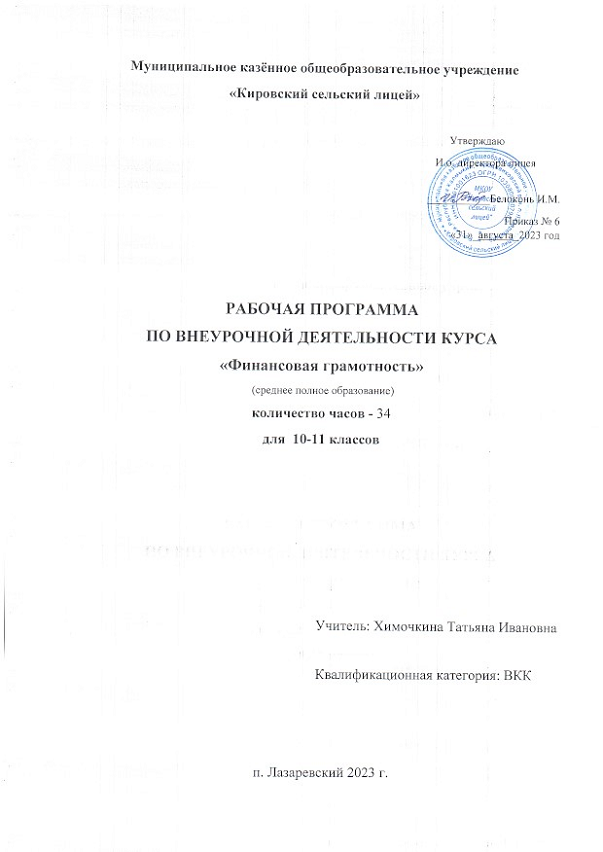 Муниципальное казённое общеобразовательное учреждение
«Кировский сельский лицей»
Утверждаю
И.о. директора лицея
Белоконь И.М.
Приказ № 6
«31» августа 2023 год
РАБОЧАЯ ПРОГРАММА
ПО ВНЕУРОЧНОЙ ДЕЯТЕЛЬНОСТИ КУРСА
«Финансовая грамотность»
(среднее полное образование)
количество часов - 34
для 10-11 классов
Учитель: Химочкина Татьяна Ивановна
Квалификационная категория: ВКК
п. Лазаревский 2023 г.